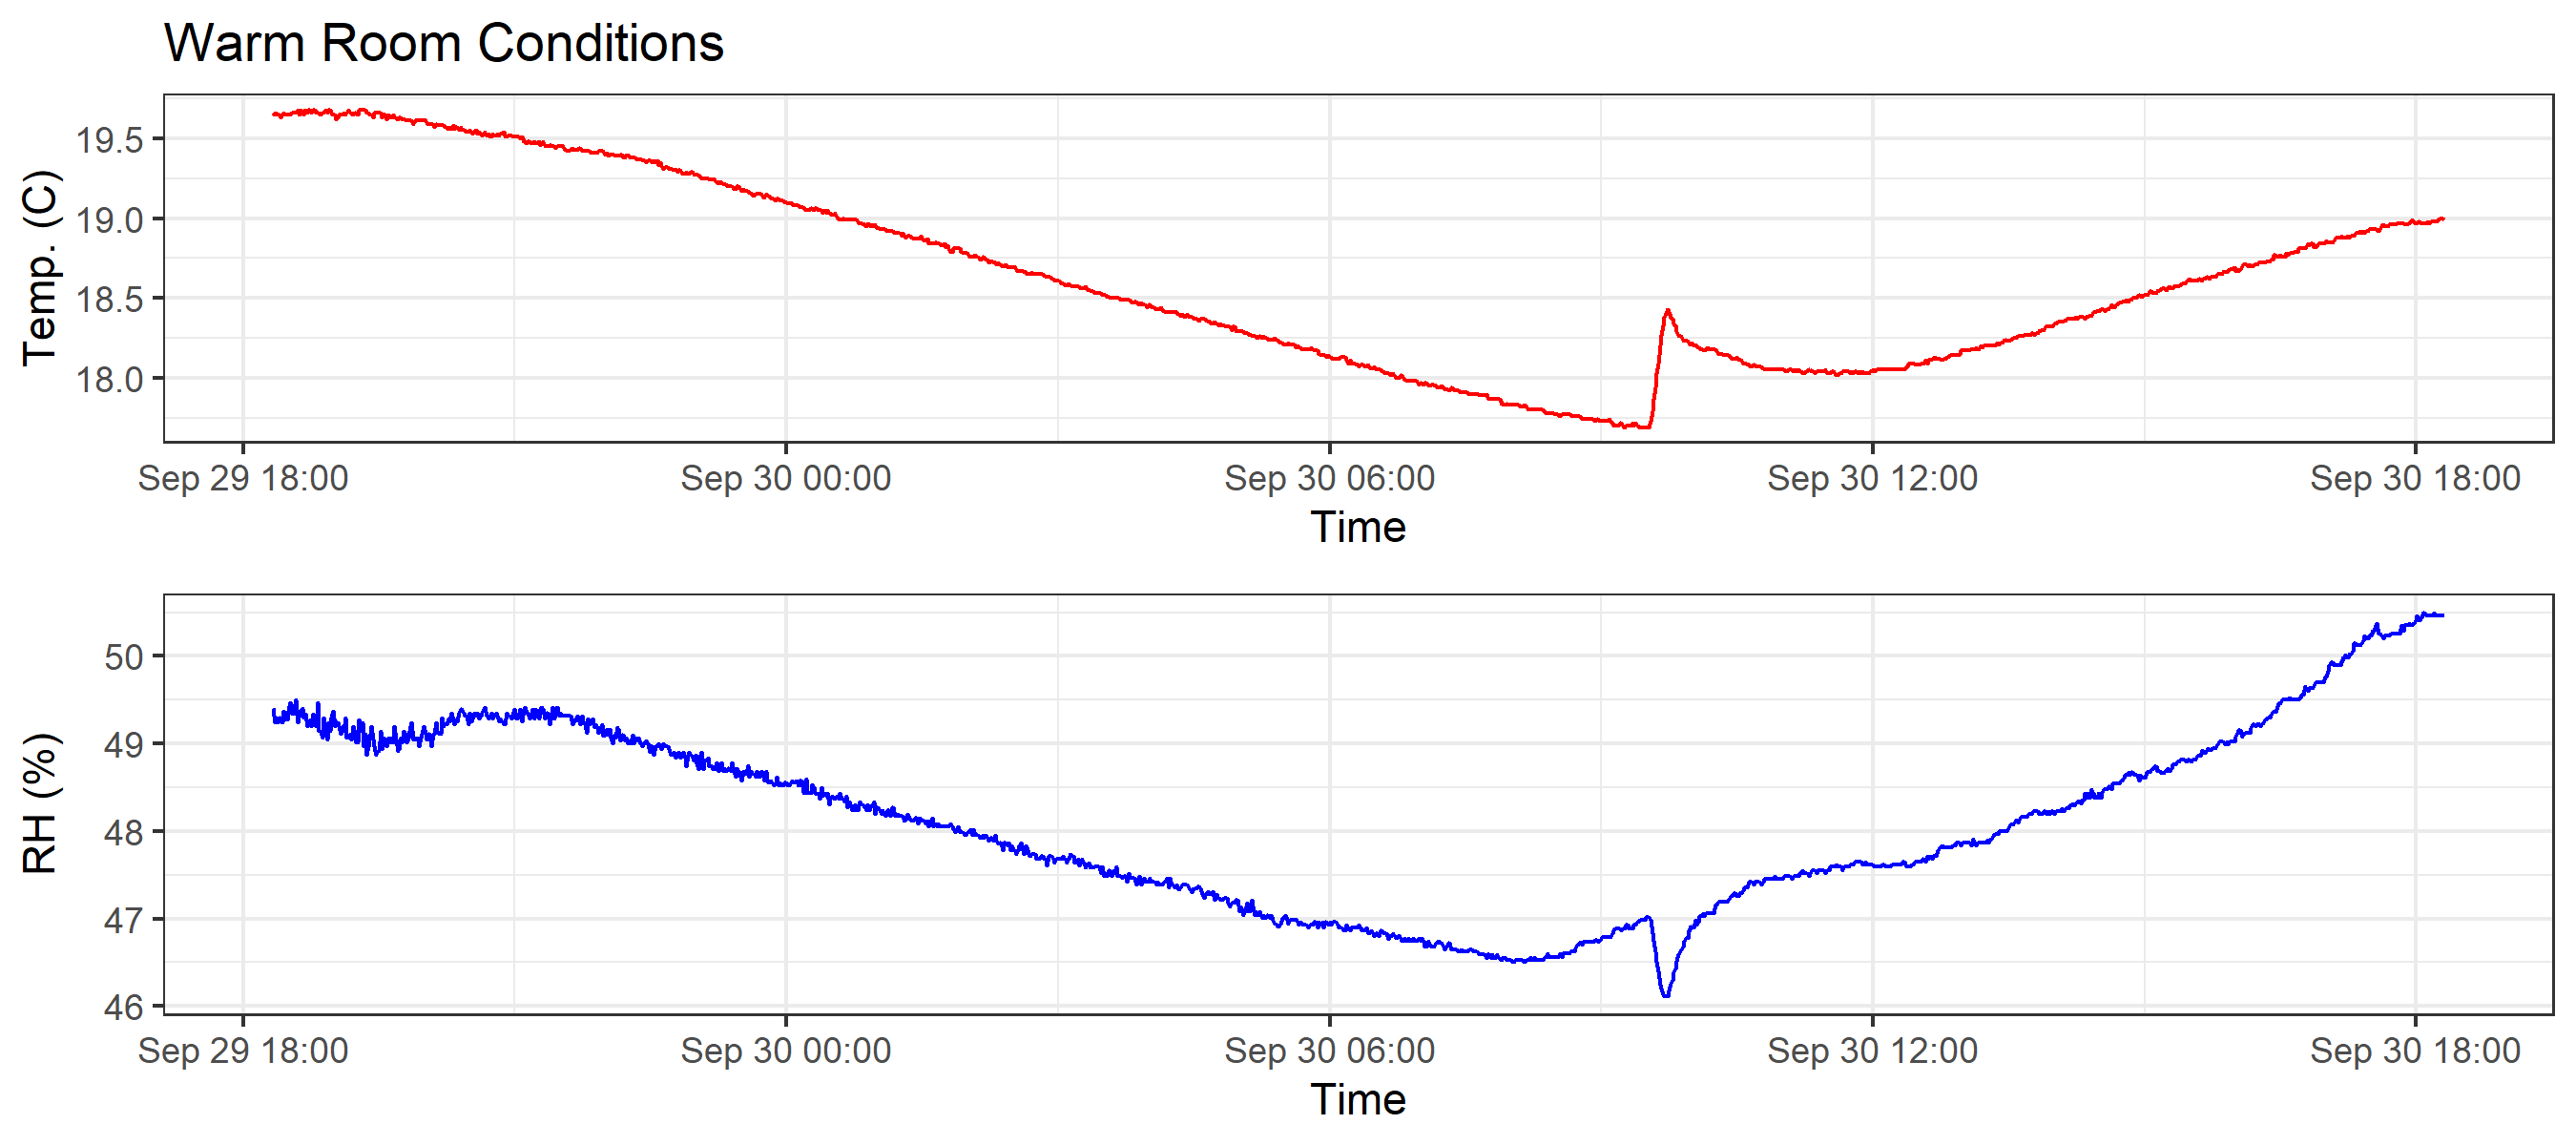 Warm Room Conditions
Temp. (C)
19.5
19.0
18.5
18.0
Sep 29 18:00 Sep 30 00:00 Sep 30 06:00 Sep 30 12:00 Sep 30 18:00
Time
RH (%)
50
49
48
47
46
Sep 29 18:00 Sep 30 00:00 Sep 30 06:00 Sep 30 12:00 Sep 30 18:00
Time